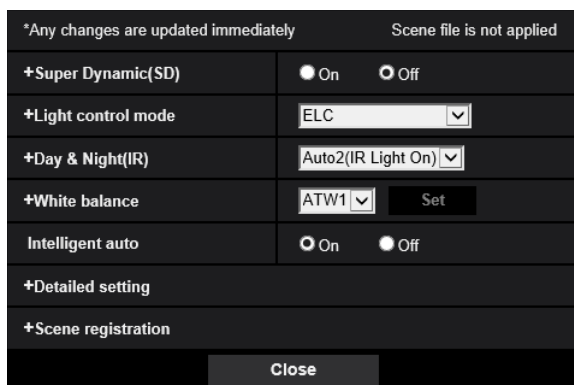 *Any changes are updated immediately Scene file is not applied
+Super Dynamic(SD) On Off
+Light control mode ELC
+Day & Night(IR) Auto2(IR Light On)
+White balance ATW1 Set
Intelligent auto On Off
+Detailed setting
+Scene registration
Close